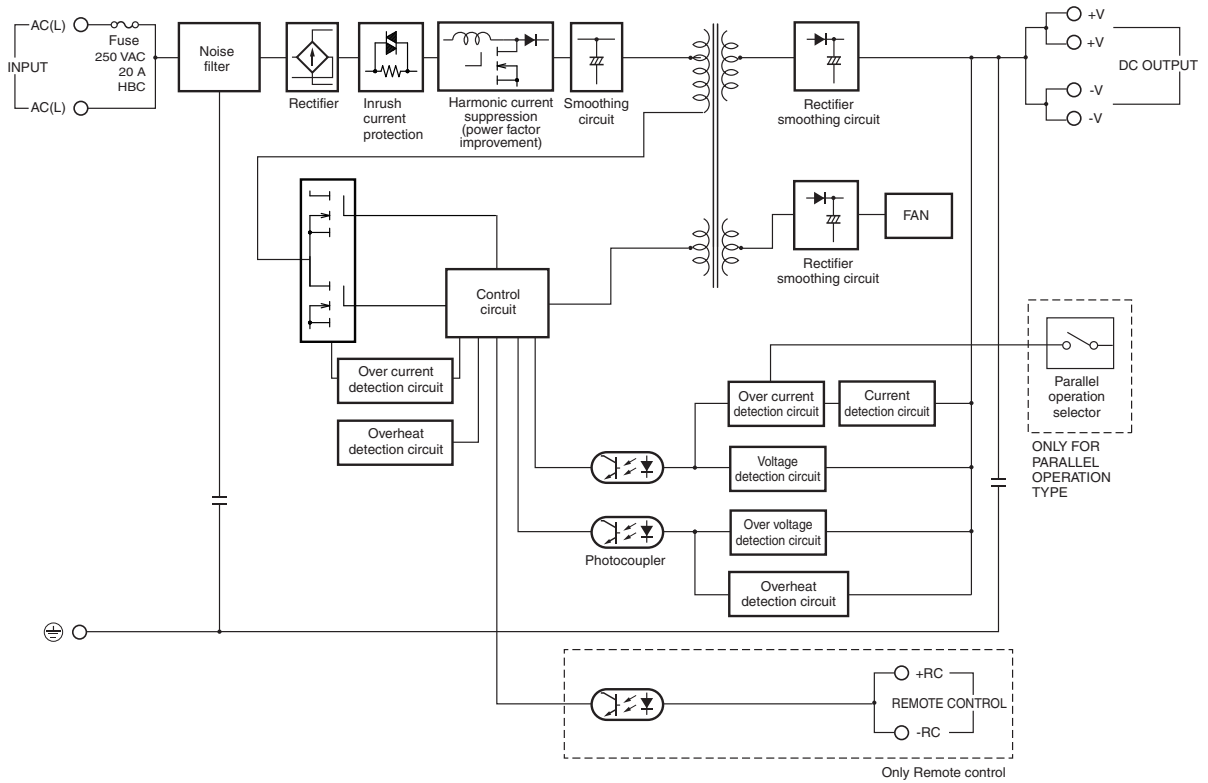 AC(L)
Fuse
250 VAC
20 A
HBC
INPUT
AC(L)
Noise
filter
Rectifier
Inrush
current
protection
Harmonic current
suppression
(power factor
improvement)
Smoothing
circuit
Rectifier
smoothing circuit
+V
+V
DC OUTPUT
-V
-V
Rectifier
smoothing circuit
FAN
Control
circuit
Over current
detection circuit
Overheat
detection circuit
Over current
detection circuit
Current
detection circuit
Parallel
operation
selector
ONLY FOR
PARALLEL
OPERATION
TYPE
Voltage
detection circuit
Over voltage
detection circuit
Photocoupler
Overheat
detection circuit
+RC
REMOTE CONTROL
-RC
Only Remote control